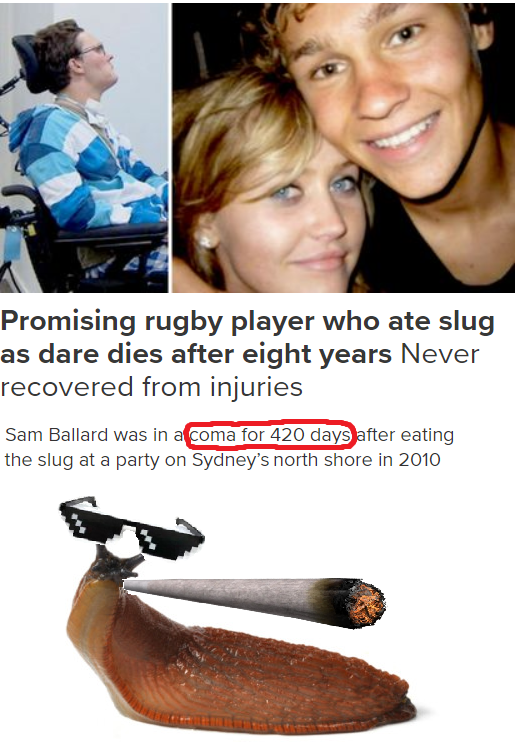 Promising rugby player who ate slug
as dare dies after eight years Never
recovered from injuries
Sam Ballard was in a coma for 420 days after eating
the slug at a party on Sydney's north shore in 2010